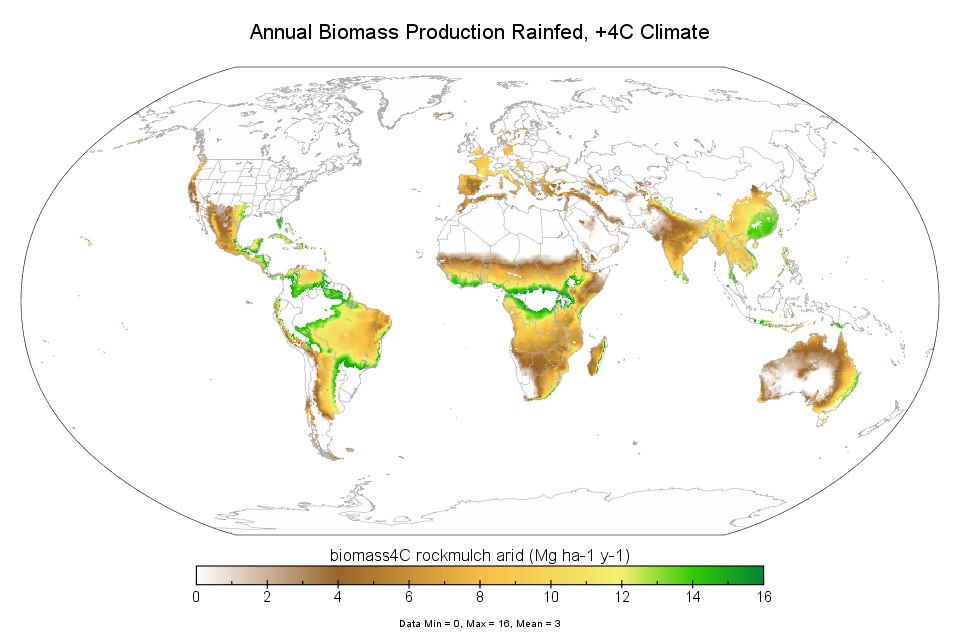 Annual Biomass Production Rainfed, +4C Climate
biomass4C rockmulch arid (Mg ha-1 y-1)
0 2 4 6 8 10 12 14 16
Data Min = 0, Max = 16, Mean = 3